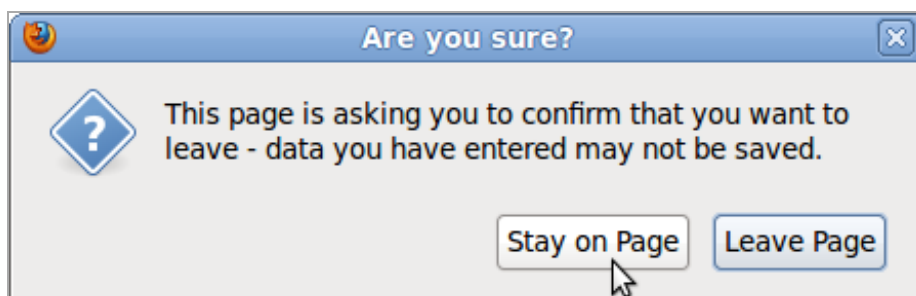 Are you sure?
This page is asking you to confirm that you want to
leave - data you have entered may not be saved.
Stay on Page Leave Page